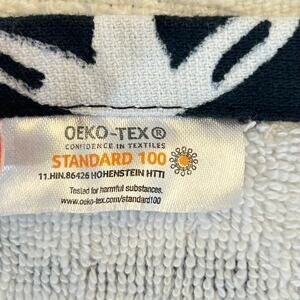 OEKO-TEX®
CONFIDENCE IN TEXTILES
STANDARD 100
11.HIN.86426 HOHENSTEIN HTTI
Tested for harmful substances.
www.oeko-tex.com/standard100